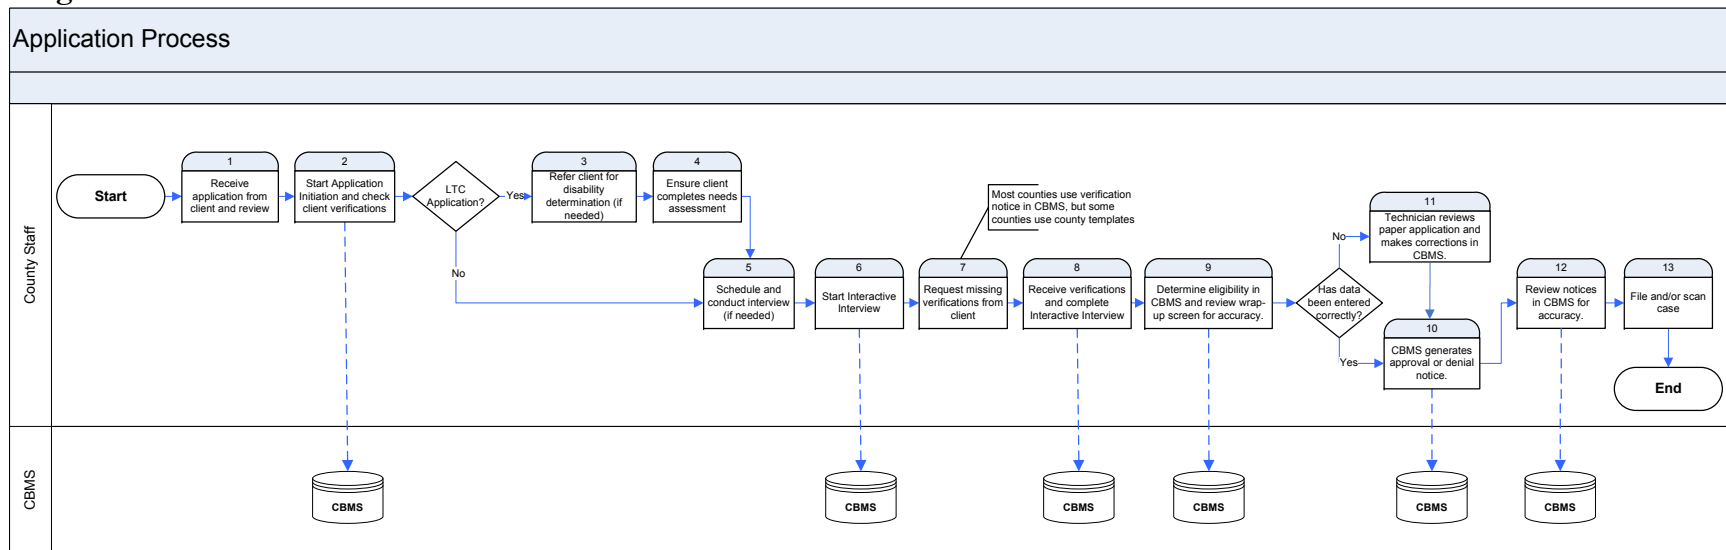 Application Process
County Staff
CBMS
Start
1
Receive
application from
client and review
2
Start Application
Initiation and check
client verifications
LTC
Application?
Yes
No
3
Refer client for
disability
determination (if
needed)
4
Ensure client
completes needs
assessment
5
Schedule and
conduct interview
(if needed)
6
Start Interactive
Interview
Most counties use verification
notice in CBMS, but some
counties use county templates
7
Request missing
verifications from
client
8
Receive verifications
and complete
Interactive Interview
9
Determine eligibility in
CBMS and review wrap-
up screen for accuracy.
Has data
been entered
correctly?
No
Yes
11
Technician reviews
paper application and
makes corrections in
CBMS.
10
CBMS generates
approval or denial
notice.
12
Review notices in
CBMS for
accuracy.
13
File and/or scan
case
End
CBMS
CBMS
CBMS
CBMS
CBMS
CBMS